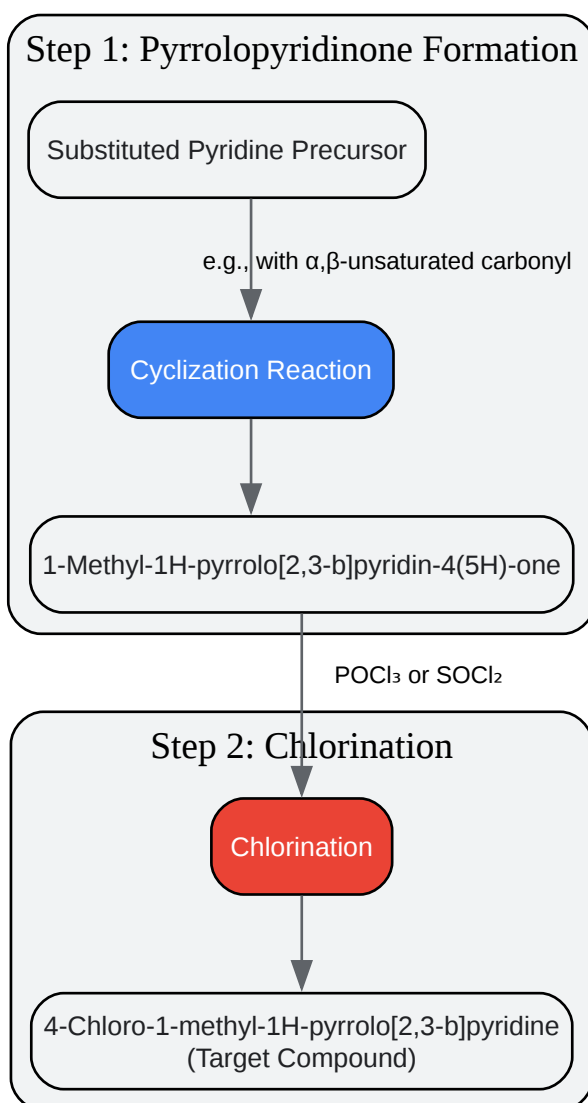 Step 1: Pyrrolopyridinone Formation
Substituted Pyridine Precursor
e.g., with α,β-unsaturated carbonyl
Cyclization Reaction
1-Methyl-1H-pyrrolo[2,3-b]pyridin-4(5H)-one
POCl₃ or SOCl₂
Step 2: Chlorination
Chlorination
4-Chloro-1-methyl-1H-pyrrolo[2,3-b]pyridine
(Target Compound)